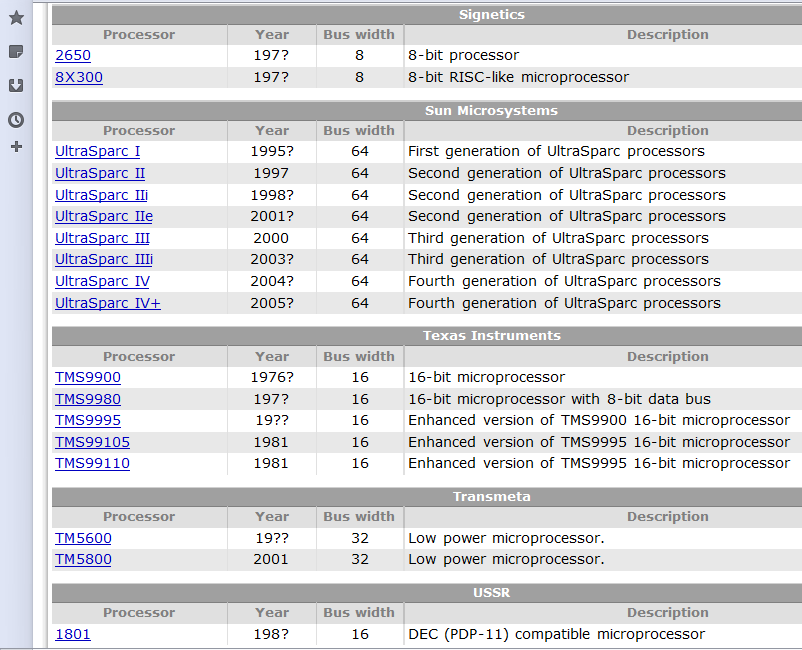 Signetics
Processor Year Bus width Description
2650 197? 8 8-bit processor
8X300 197? 8 8-bit RISC-like microprocessor
Sun Microsystems
Processor Year Bus width Description
UltraSparc I 1995? 64 First generation of UltraSparc processors
UltraSparc II 1997 64 Second generation of UltraSparc processors
UltraSparc IIi 1998? 64 Second generation of UltraSparc processors
UltraSparc IIe 2001? 64 Second generation of UltraSparc processors
UltraSparc III 2000 64 Third generation of UltraSparc processors
UltraSparc IIIi 2003? 64 Third generation of UltraSparc processors
UltraSparc IV 2004? 64 Fourth generation of UltraSparc processors
UltraSparc IV+ 2005? 64 Fourth generation of UltraSparc processors
Texas Instruments
Processor Year Bus width Description
TMS9900 1976? 16 16-bit microprocessor
TMS9980 197? 16 16-bit microprocessor with 8-bit data bus
TMS9995 19?? 16 Enhanced version of TMS9900 16-bit microprocessor
TMS99105 1981 16 Enhanced version of TMS9995 16-bit microprocessor
TMS99110 1981 16 Enhanced version of TMS9995 16-bit microprocessor
Transmeta
Processor Year Bus width Description
TM5600 19?? 32 Low power microprocessor.
TM5800 2001 32 Low power microprocessor.
USSR
Processor Year Bus width Description
1801 198? 16 DEC (PDP-11) compatible microprocessor